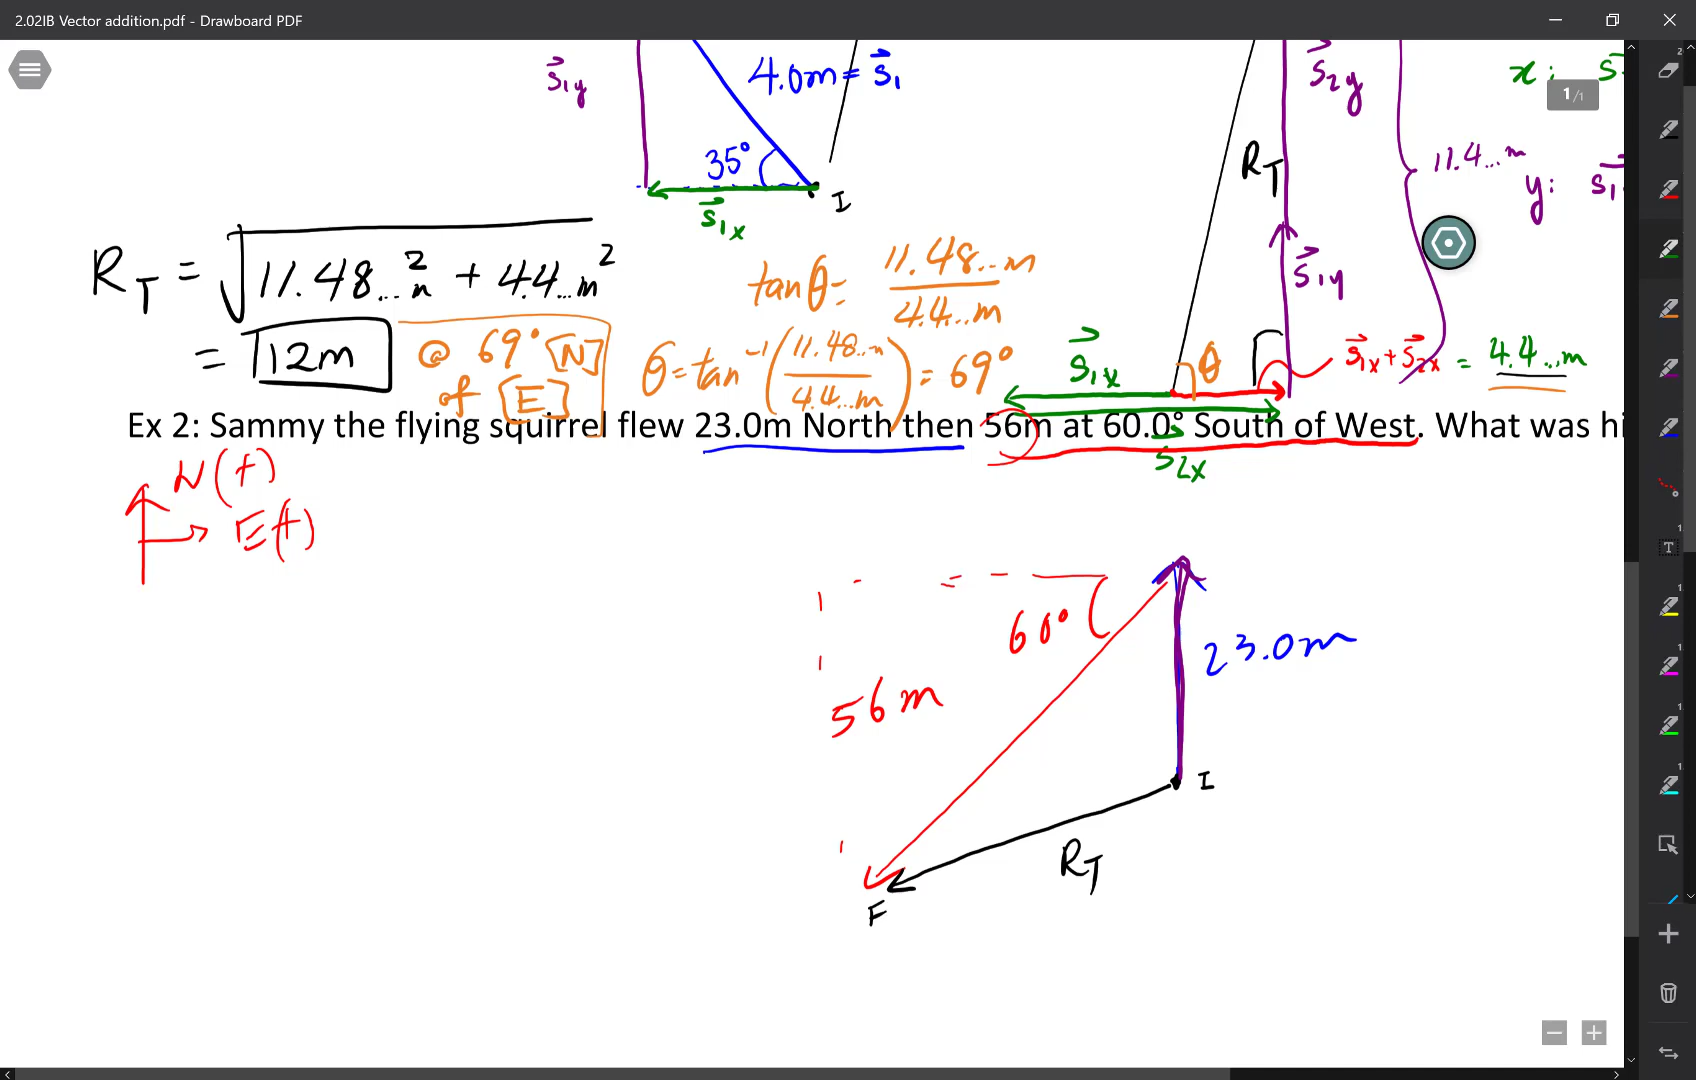 2.02IB Vector addition.pdf - Drawboard PDF
s₁y
4.0m = s₁
35°
I
s₁x
s₂y
R_T
11.4...m
x: s
1 /1
y: s₁
s₁y
R_T = √11.48...m² + 4.4...m²
= 12m @ 69° [N] of [E]
tanθ = 11.48...m / 4.4...m
θ = tan⁻¹(11.48...m / 4.4...m) = 69°
s₁x
θ
s₁x + s₂x = 4.4...m
Ex 2: Sammy the flying squirrel flew 23.0m North then 56m at 60.0° South of West. What was hi
s₂x
N(+)
E(+)
60°
23.0m
56m
I
R_T
F